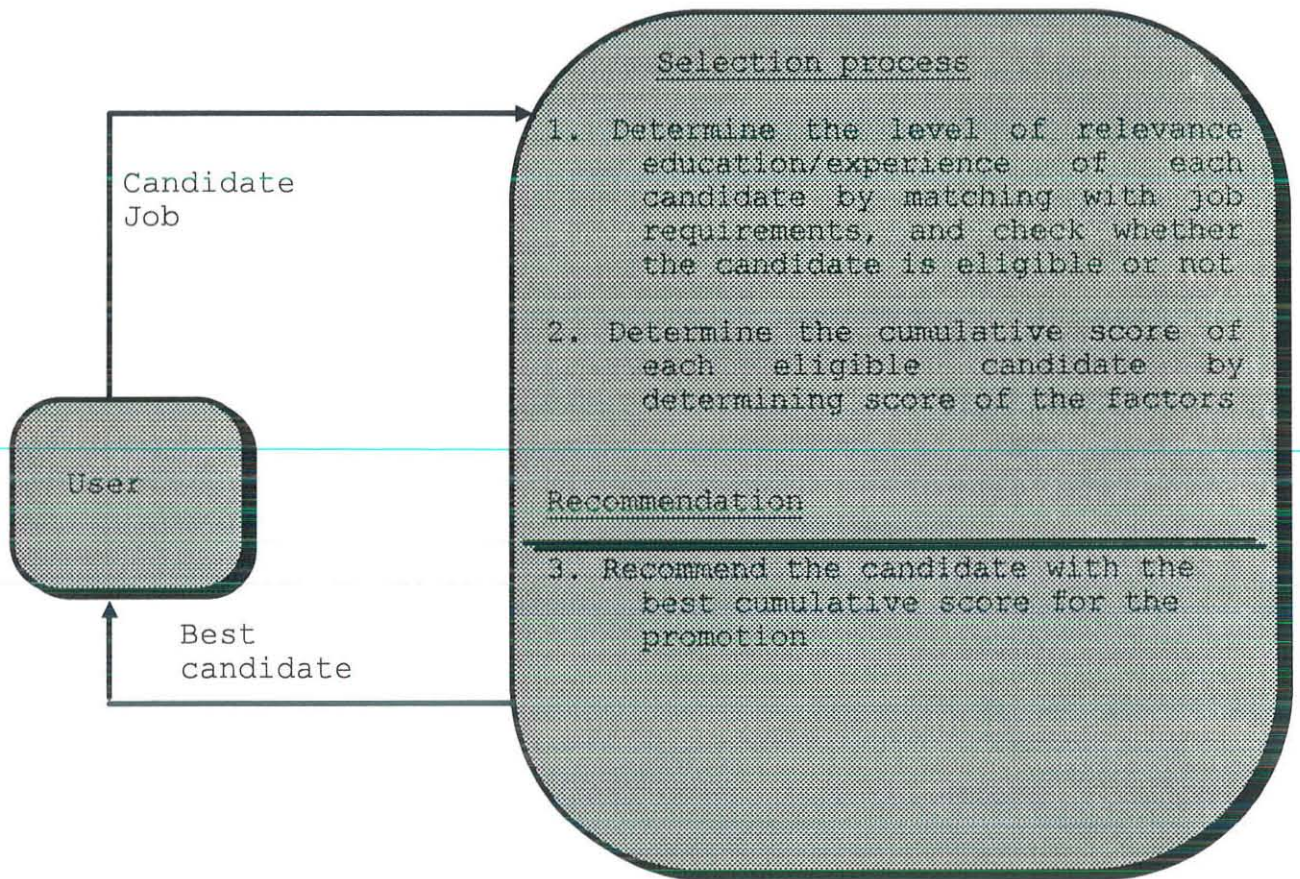 Selection process
1. Determine the level of relevance
education/experience of each
candidate by matching with job
requirements, and check whether
the candidate is eligible or not
2. Determine the cumulative score of
each eligible candidate by
determining score of the factors
Recommendation
3. Recommend the candidate with the
best cumulative score for the
promotion
Candidate
Job
User
Best
candidate